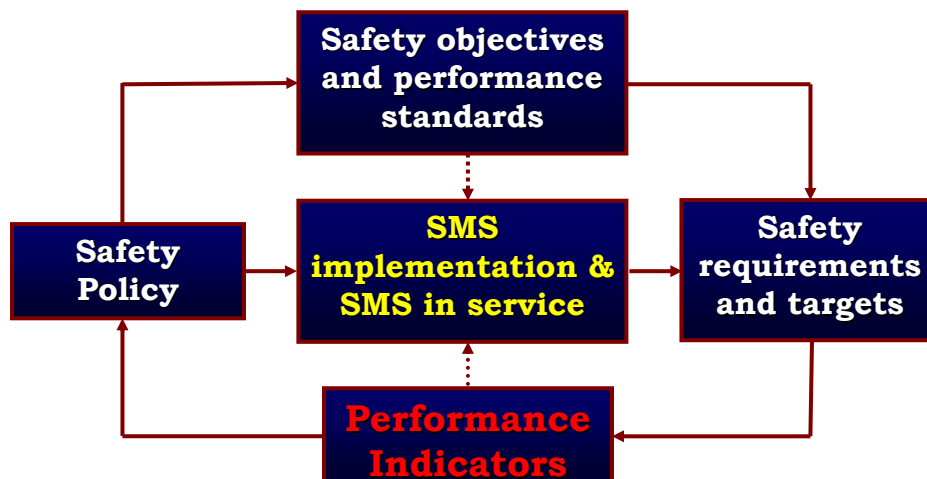 Safety objectives
and performance
standards
Safety
Policy
SMS
implementation &
SMS in service
Safety
requirements
and targets
Performance
Indicators